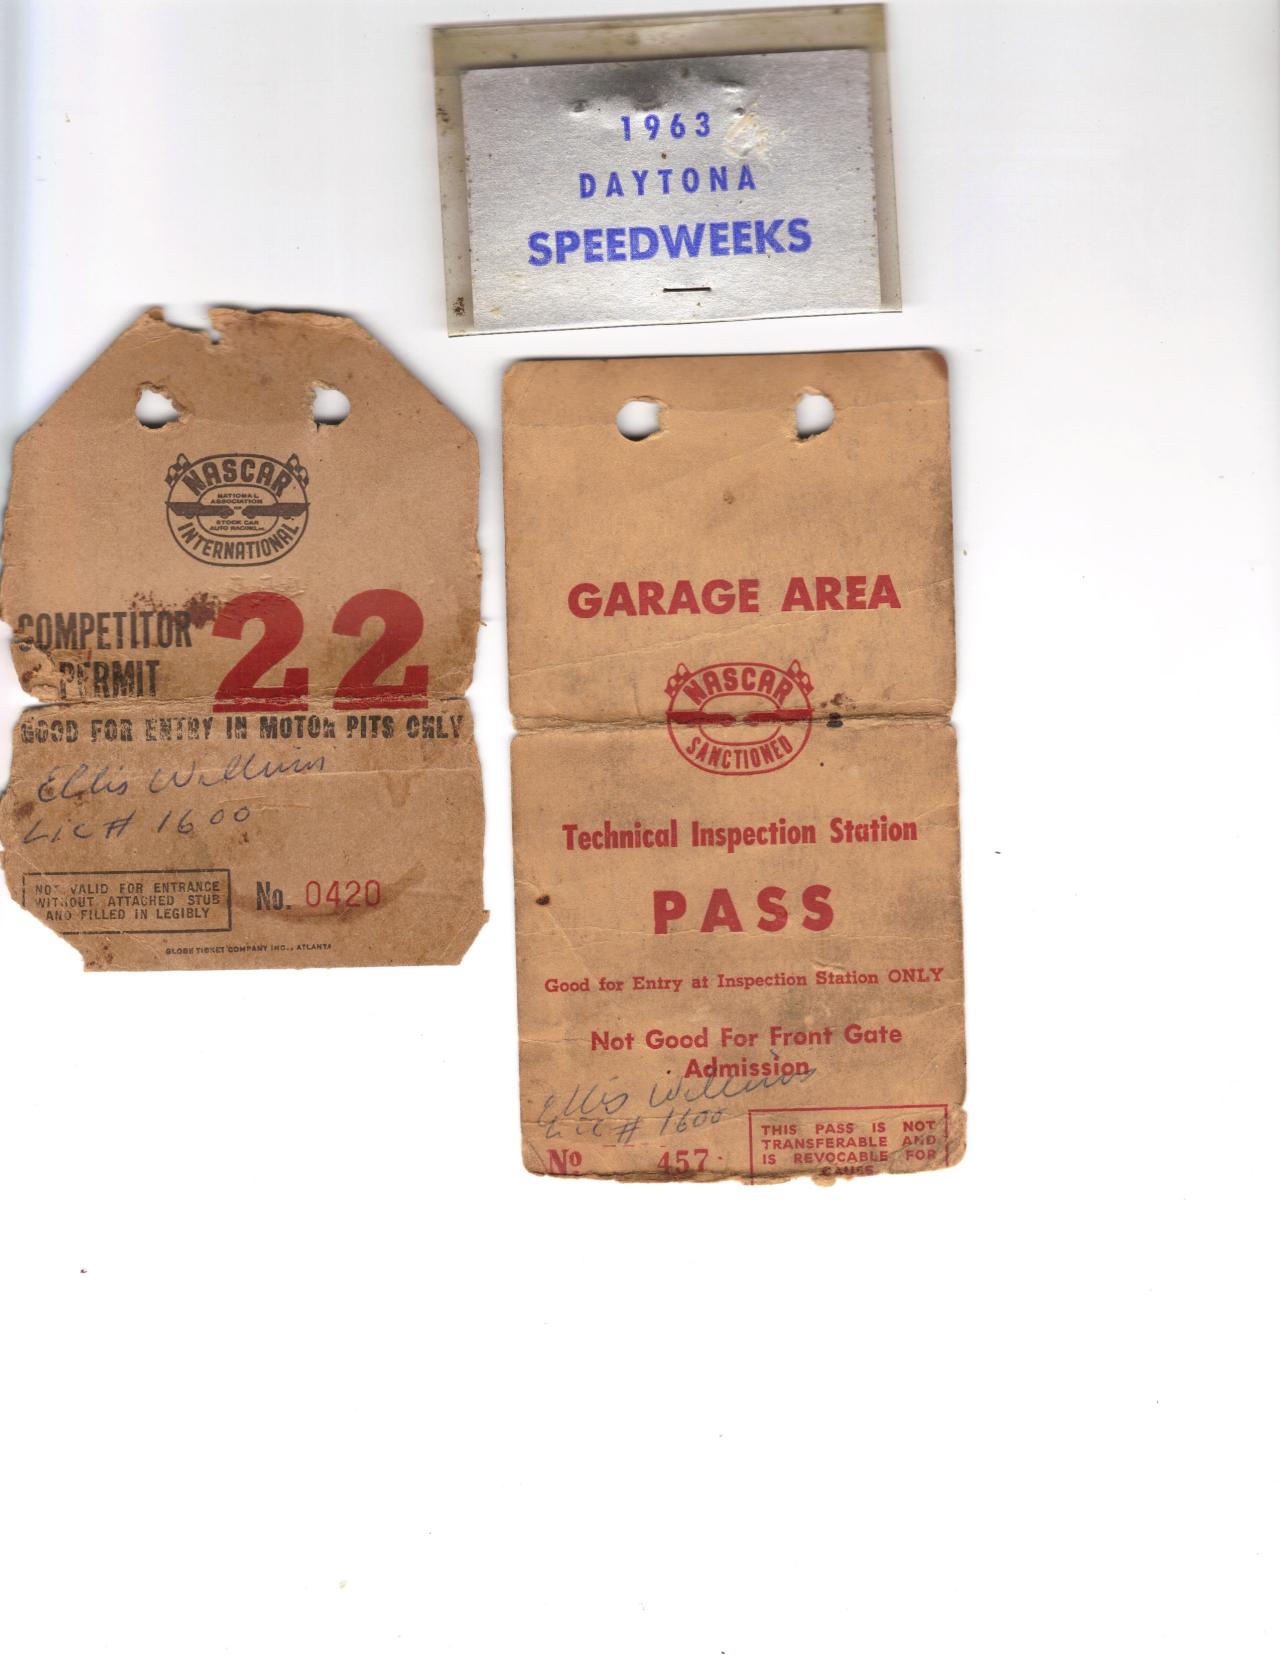 1963
DAYTONA
SPEEDWEEKS
NASCAR
NATIONAL
ASSOCIATION
STOCK CAR
AUTO RACING, INC.
INTERNATIONAL
COMPETITOR
PERMIT
22
GOOD FOR ENTRY IN MOTOR PITS ONLY
Ellis
Lic # 1600
NOT VALID FOR ENTRANCE
WITHOUT ATTACHED STUB
AND FILLED IN LEGIBLY
No. 0420
GLOBE TICKET COMPANY INC., ATLANTA
GARAGE AREA
NASCAR
SANCTIONED
Technical Inspection Station
PASS
Good for Entry at Inspection Station ONLY
Not Good For Front Gate
Admission
Ellis
Lic # 1600
No 457
THIS PASS IS NOT
TRANSFERABLE AND
IS REVOCABLE FOR
CAUSE